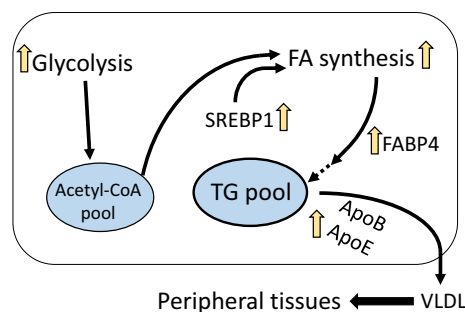 Glycolysis
FA synthesis
SREBP1
FABP4
Acetyl-CoA
pool
TG pool
ApoB
ApoE
VLDL
Peripheral tissues